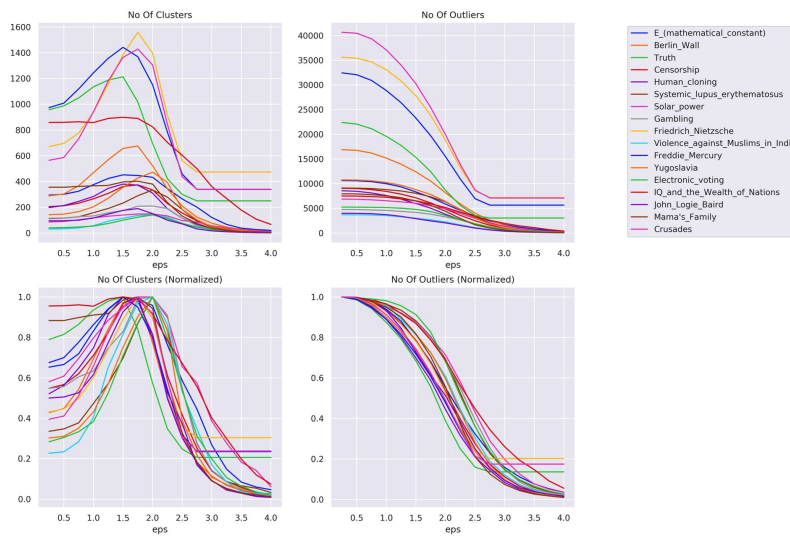 No Of Clusters
No Of Outliers
1600
1400
1200
1000
800
600
400
200
0
0.5 1.0 1.5 2.0 2.5 3.0 3.5 4.0
eps
40000
35000
30000
25000
20000
15000
10000
5000
0
0.5 1.0 1.5 2.0 2.5 3.0 3.5 4.0
eps
E_(mathematical_constant)
Berlin_Wall
Truth
Censorship
Human_cloning
Systemic_lupus_erythematosus
Solar_power
Gambling
Friedrich_Nietzsche
Violence_against_Muslims_in_Indi
Freddie_Mercury
Yugoslavia
Electronic_voting
IQ_and_the_Wealth_of_Nations
John_Logie_Baird
Mama's_Family
Crusades
No Of Clusters (Normalized)
No Of Outliers (Normalized)
1.0
0.8
0.6
0.4
0.2
0.0
0.5 1.0 1.5 2.0 2.5 3.0 3.5 4.0
eps
1.0
0.8
0.6
0.4
0.2
0.0
0.5 1.0 1.5 2.0 2.5 3.0 3.5 4.0
eps